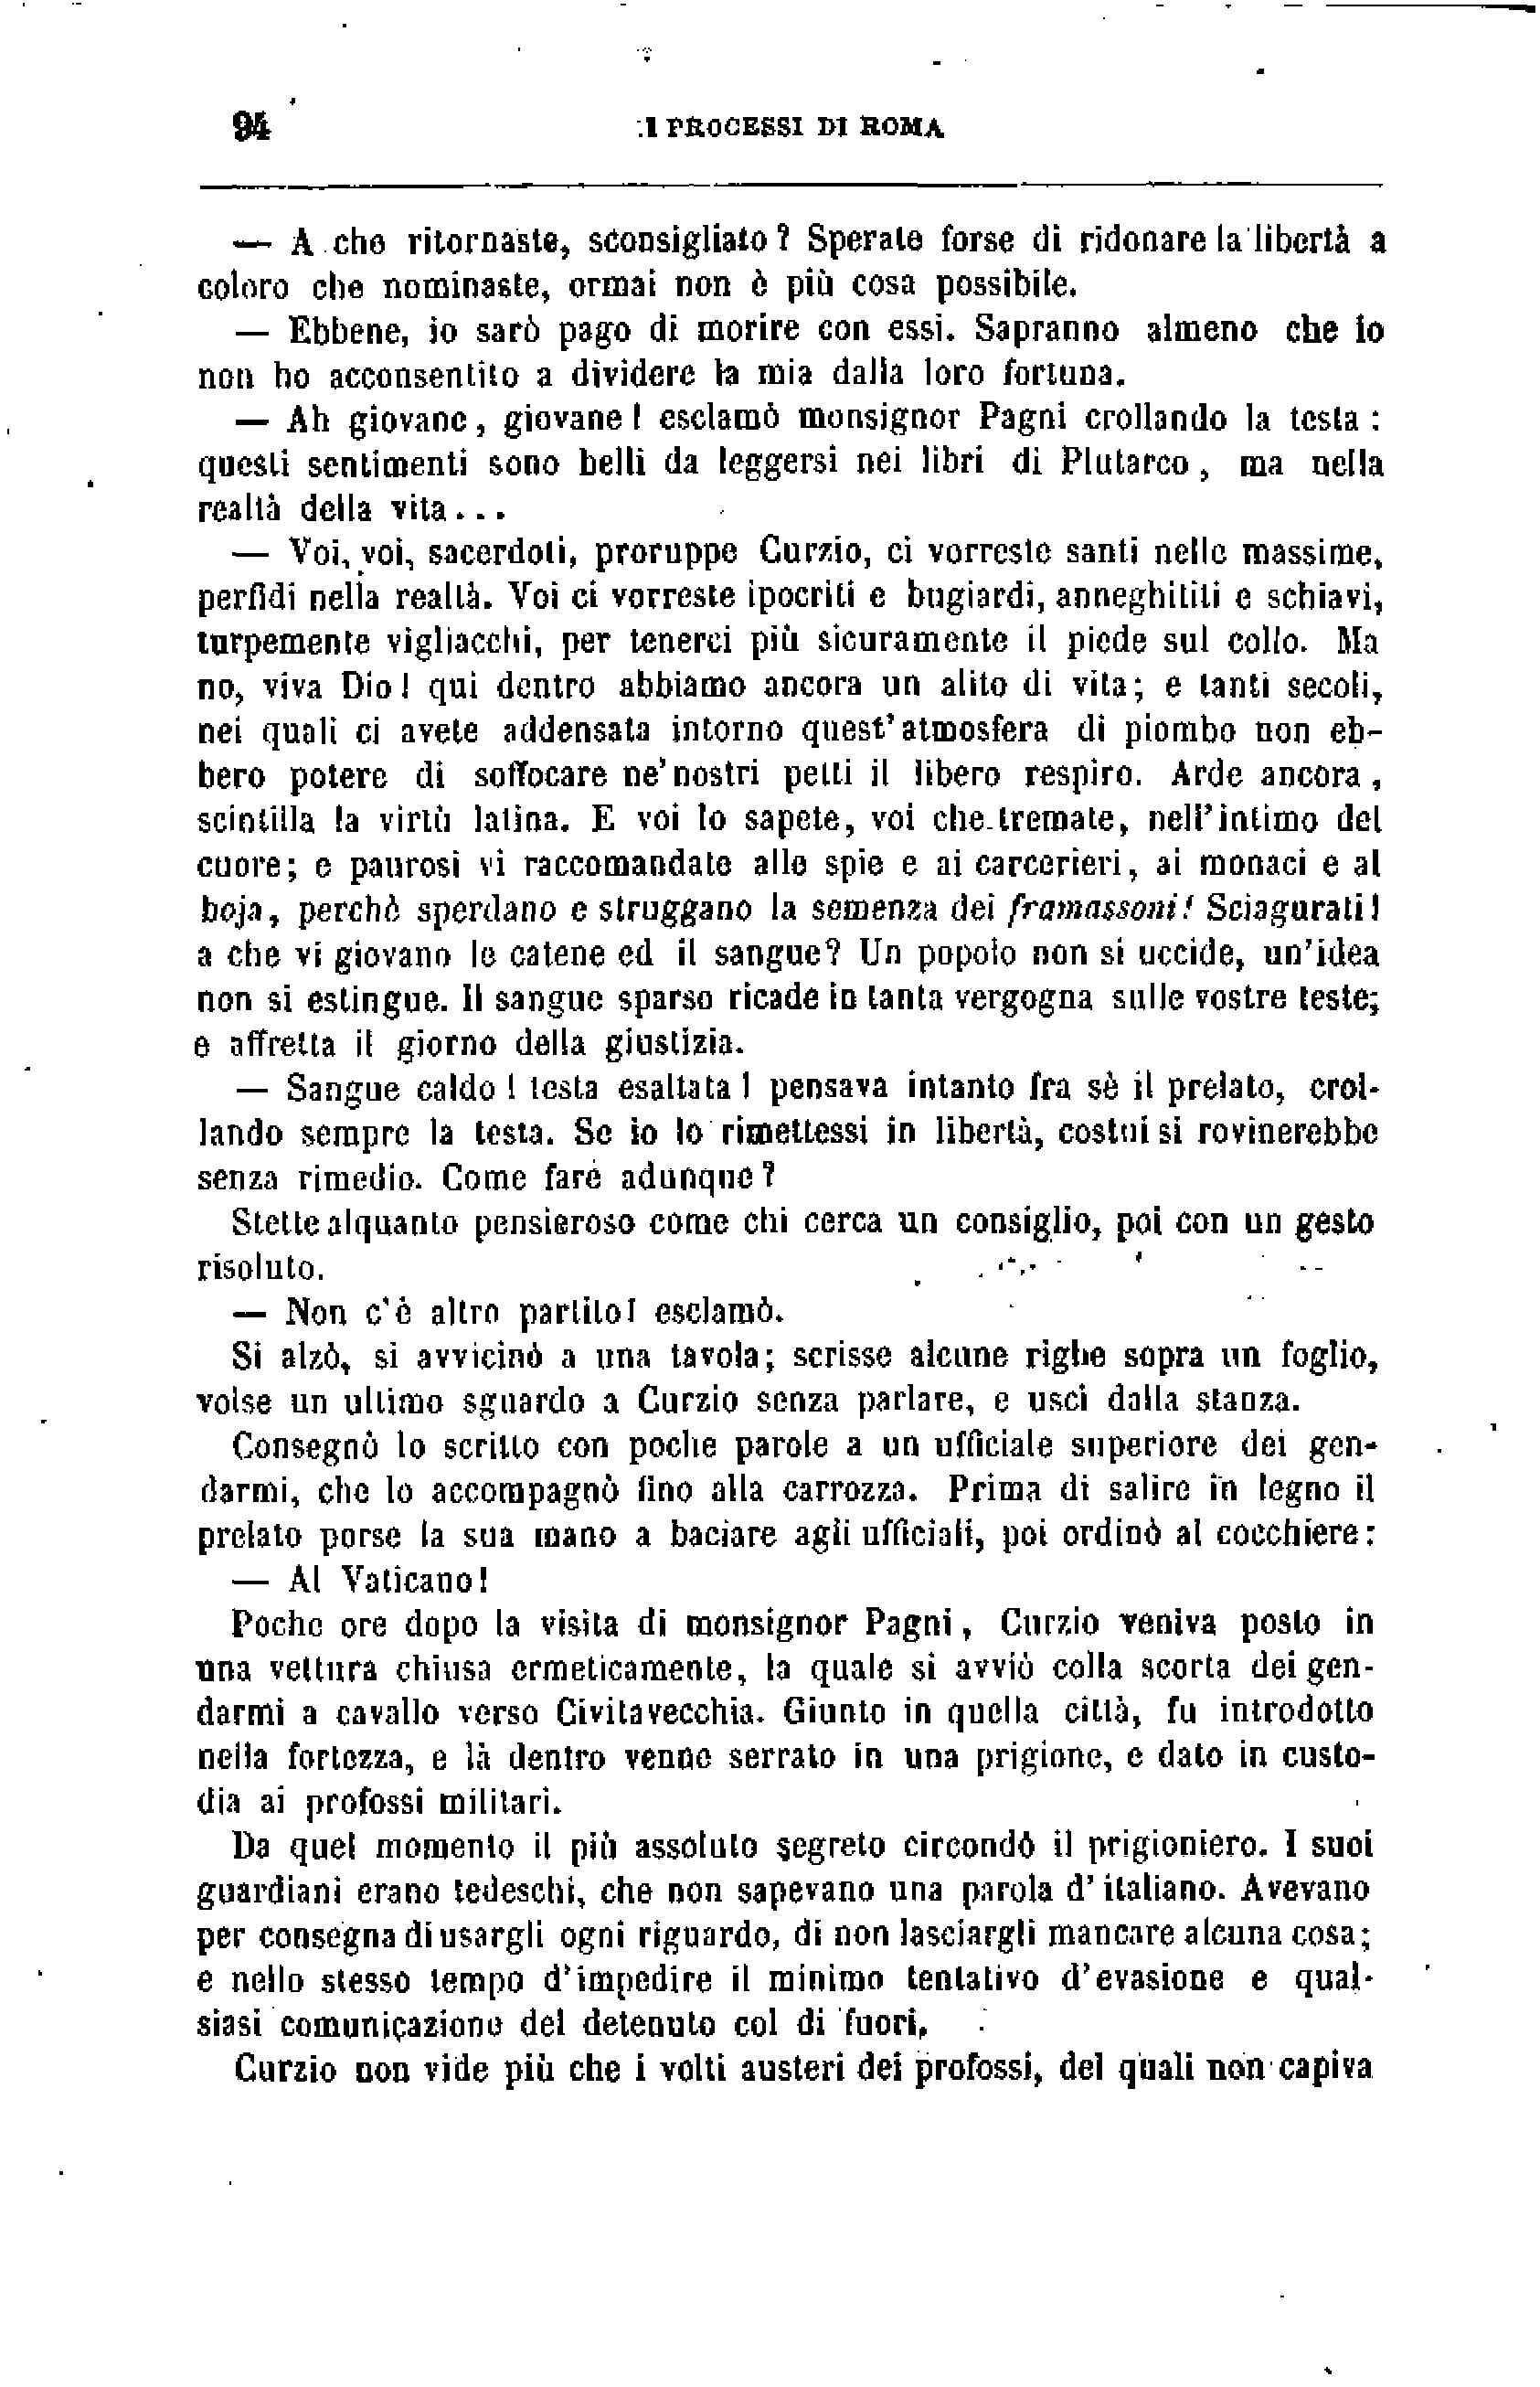 94
I PROCESSI DI ROMA
— A che ritornaste, sconsigliato? Sperate forse di ridonare la libertà a
coloro che nominaste, ormai non è più cosa possibile.
— Ebbene, io sarò pago di morire con essi. Sapranno almeno che io
non ho acconsentito a dividere la mia dalla loro fortuna.
— Ah giovane, giovane! esclamò monsignor Pagni crollando la testa:
questi sentimenti sono belli da leggersi nei libri di Plutarco, ma nella
realtà della vita...
— Voi, voi, sacerdoti, proruppe Curzio, ci vorreste santi nelle massime,
perfidi nella realtà. Voi ci vorreste ipocriti e bugiardi, anneghititi e schiavi,
turpemente vigliacchi, per tenerci più sicuramente il piede sul collo. Ma
no, viva Dio! qui dentro abbiamo ancora un alito di vita; e tanti secoli,
nei quali ci avete addensata intorno quest'atmosfera di piombo non eb-
bero potere di soffocare ne' nostri petti il libero respiro. Arde ancora,
scintilla la virtù latina. E voi lo sapete, voi che tremate, nell'intimo del
cuore; e paurosi vi raccomandate alle spie e ai carcerieri, ai monaci e al
boja, perchè sperdano e struggano la semenza dei framassoni! Sciagurati!
a che vi giovano le catene ed il sangue? Un popolo non si uccide, un'idea
non si estingue. Il sangue sparso ricade in tanta vergogna sulle vostre teste;
e affretta il giorno della giustizia.
— Sangue caldo! testa esaltata! pensava intanto fra sè il prelato, crol-
lando sempre la testa. Se io lo rimettessi in libertà, costui si rovinerebbe
senza rimedio. Come fare adunque?
Stette alquanto pensieroso come chi cerca un consiglio, poi con un gesto
risoluto.
— Non c'è altro partito! esclamò.
Si alzò, si avvicinò a una tavola; scrisse alcune righe sopra un foglio,
volse un ultimo sguardo a Curzio senza parlare, e uscì dalla stanza.
Consegnò lo scritto con poche parole a un ufficiale superiore dei gen-
darmi, che lo accompagnò fino alla carrozza. Prima di salire in legno il
prelato porse la sua mano a baciare agli ufficiali, poi ordinò al cocchiere:
— Al Vaticano!
Poche ore dopo la visita di monsignor Pagni, Curzio veniva posto in
una vettura chiusa ermeticamente, la quale si avviò colla scorta dei gen-
darmi a cavallo verso Civitavecchia. Giunto in quella città, fu introdotto
nella fortezza, e là dentro venne serrato in una prigione, e dato in custo-
dia ai profossi militari.
Da quel momento il più assoluto segreto circondò il prigioniero. I suoi
guardiani erano tedeschi, che non sapevano una parola d'italiano. Avevano
per consegna di usargli ogni riguardo, di non lasciargli mancare alcuna cosa;
e nello stesso tempo d'impedire il minimo tentativo d'evasione e qual-
siasi comunicazione del detenuto col di fuori.
Curzio non vide più che i volti austeri dei profossi, del quali non capiva